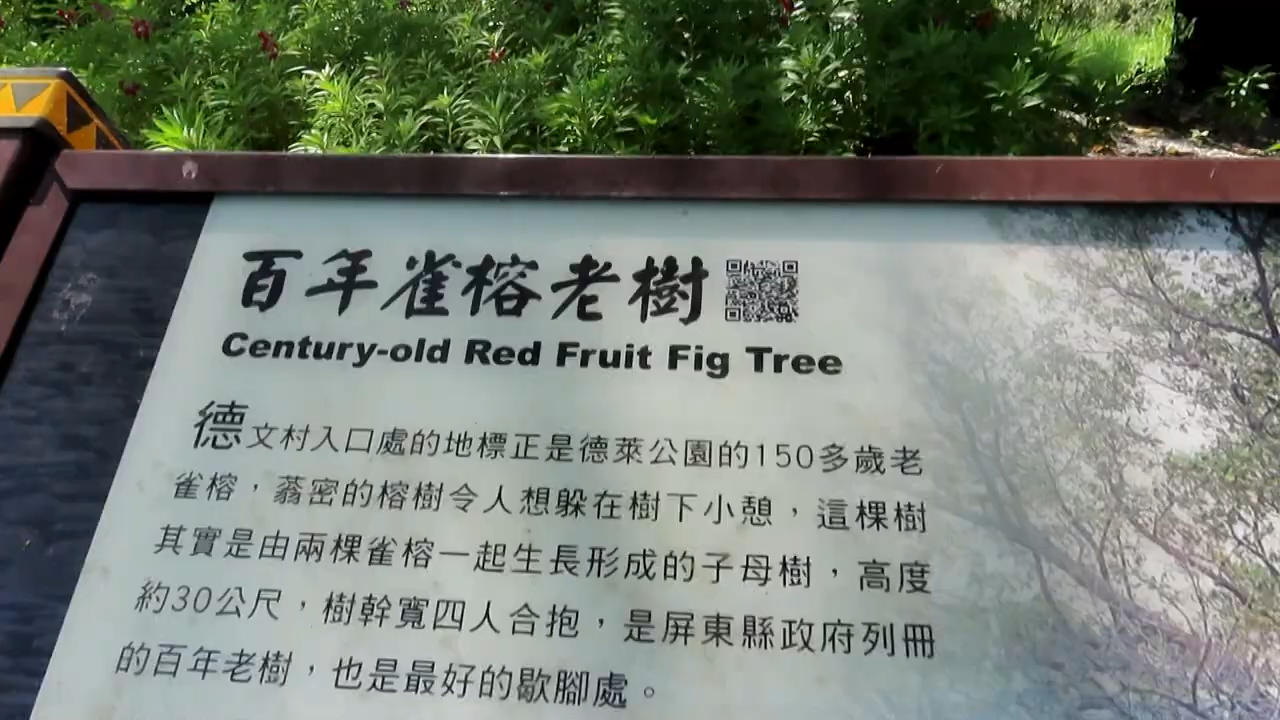 百年雀榕老樹
Century-old Red Fruit Fig Tree
德文村入口處的地標正是德萊公園的150多歲老
雀榕，蓊密的榕樹令人想躲在樹下小憩，這棵樹
其實是由兩棵雀榕一起生長形成的子母樹，高度
約30公尺，樹幹寬四人合抱，是屏東縣政府列冊
的百年老樹，也是最好的歇腳處。